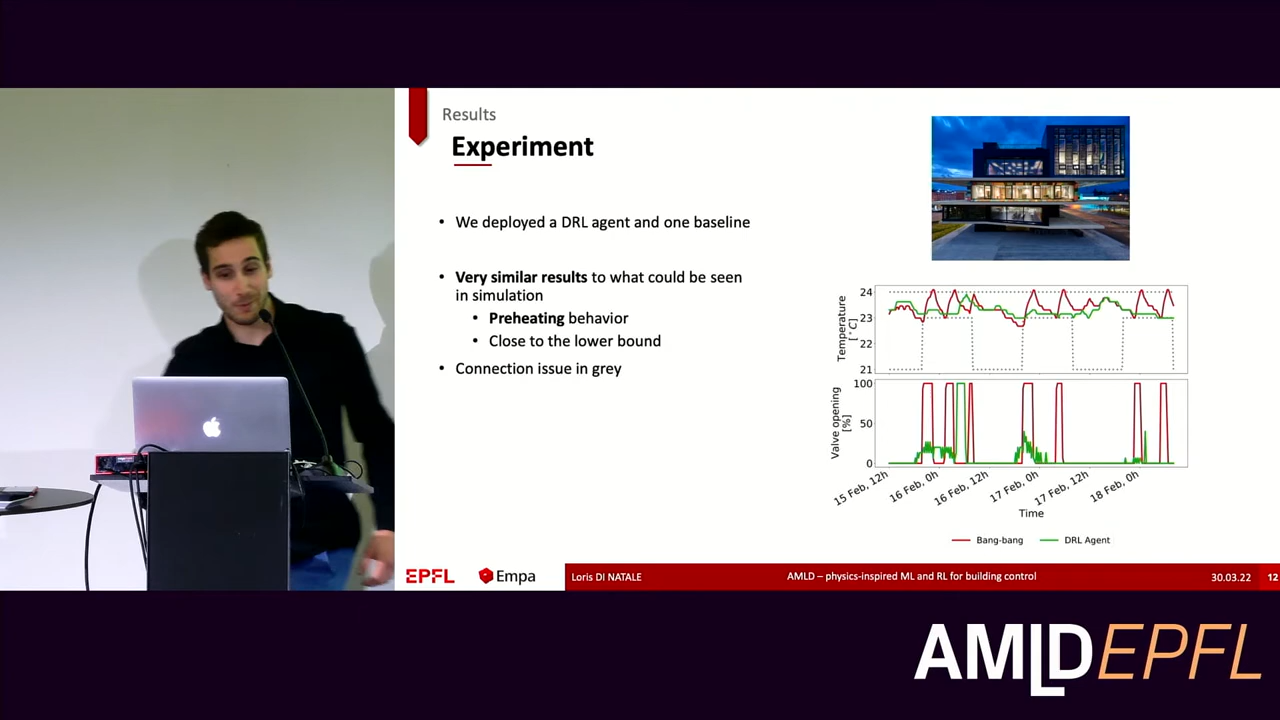 Results
Experiment
• We deployed a DRL agent and one baseline
• Very similar results to what could be seen
in simulation
• Preheating behavior
• Close to the lower bound
• Connection issue in grey
Temperature
[°C]
24
23
22
21
Valve opening
[%]
100
50
0
15 Feb, 12h
16 Feb, 0h
16 Feb, 12h
17 Feb, 0h
17 Feb, 12h
18 Feb, 0h
Time
Bang-bang
DRL Agent
EPFL
Empa
Loris DI NATALE
AMLD – physics-inspired ML and RL for building control
30.03.22
12
AMLD EPFL